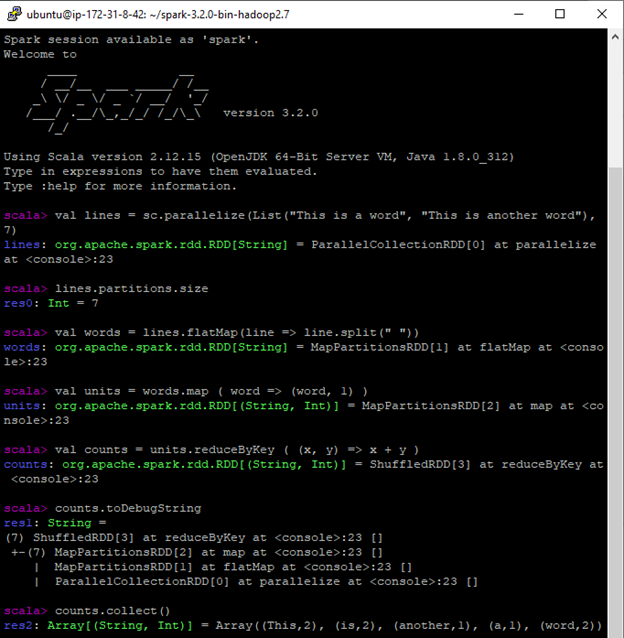 ubuntu@ip-172-31-8-42: ~/spark-3.2.0-bin-hadoop2.7
Spark session available as 'spark'.
Welcome to
      ____              __
     / __/__  ___ _____/ /__
    _\ \/ _ \/ _ `/ __/  '_/
   /___/ .__/\_,_/_/ /_/\_\   version 3.2.0
      /_/
Using Scala version 2.12.15 (OpenJDK 64-Bit Server VM, Java 1.8.0_312)
Type in expressions to have them evaluated.
Type :help for more information.
scala> val lines = sc.parallelize(List("This is a word", "This is another word"),
7)
lines: org.apache.spark.rdd.RDD[String] = ParallelCollectionRDD[0] at parallelize
at <console>:23
scala> lines.partitions.size
res0: Int = 7
scala> val words = lines.flatMap(line => line.split(" "))
words: org.apache.spark.rdd.RDD[String] = MapPartitionsRDD[1] at flatMap at <conso
le>:23
scala> val units = words.map ( word => (word, 1) )
units: org.apache.spark.rdd.RDD[(String, Int)] = MapPartitionsRDD[2] at map at <co
nsole>:23
scala> val counts = units.reduceByKey ( (x, y) => x + y )
counts: org.apache.spark.rdd.RDD[(String, Int)] = ShuffledRDD[3] at reduceByKey at
 <console>:23
scala> counts.toDebugString
res1: String =
(7) ShuffledRDD[3] at reduceByKey at <console>:23 []
 +-(7) MapPartitionsRDD[2] at map at <console>:23 []
    |  MapPartitionsRDD[1] at flatMap at <console>:23 []
    |  ParallelCollectionRDD[0] at parallelize at <console>:23 []
scala> counts.collect()
res2: Array[(String, Int)] = Array((This,2), (is,2), (another,1), (a,1), (word,2))